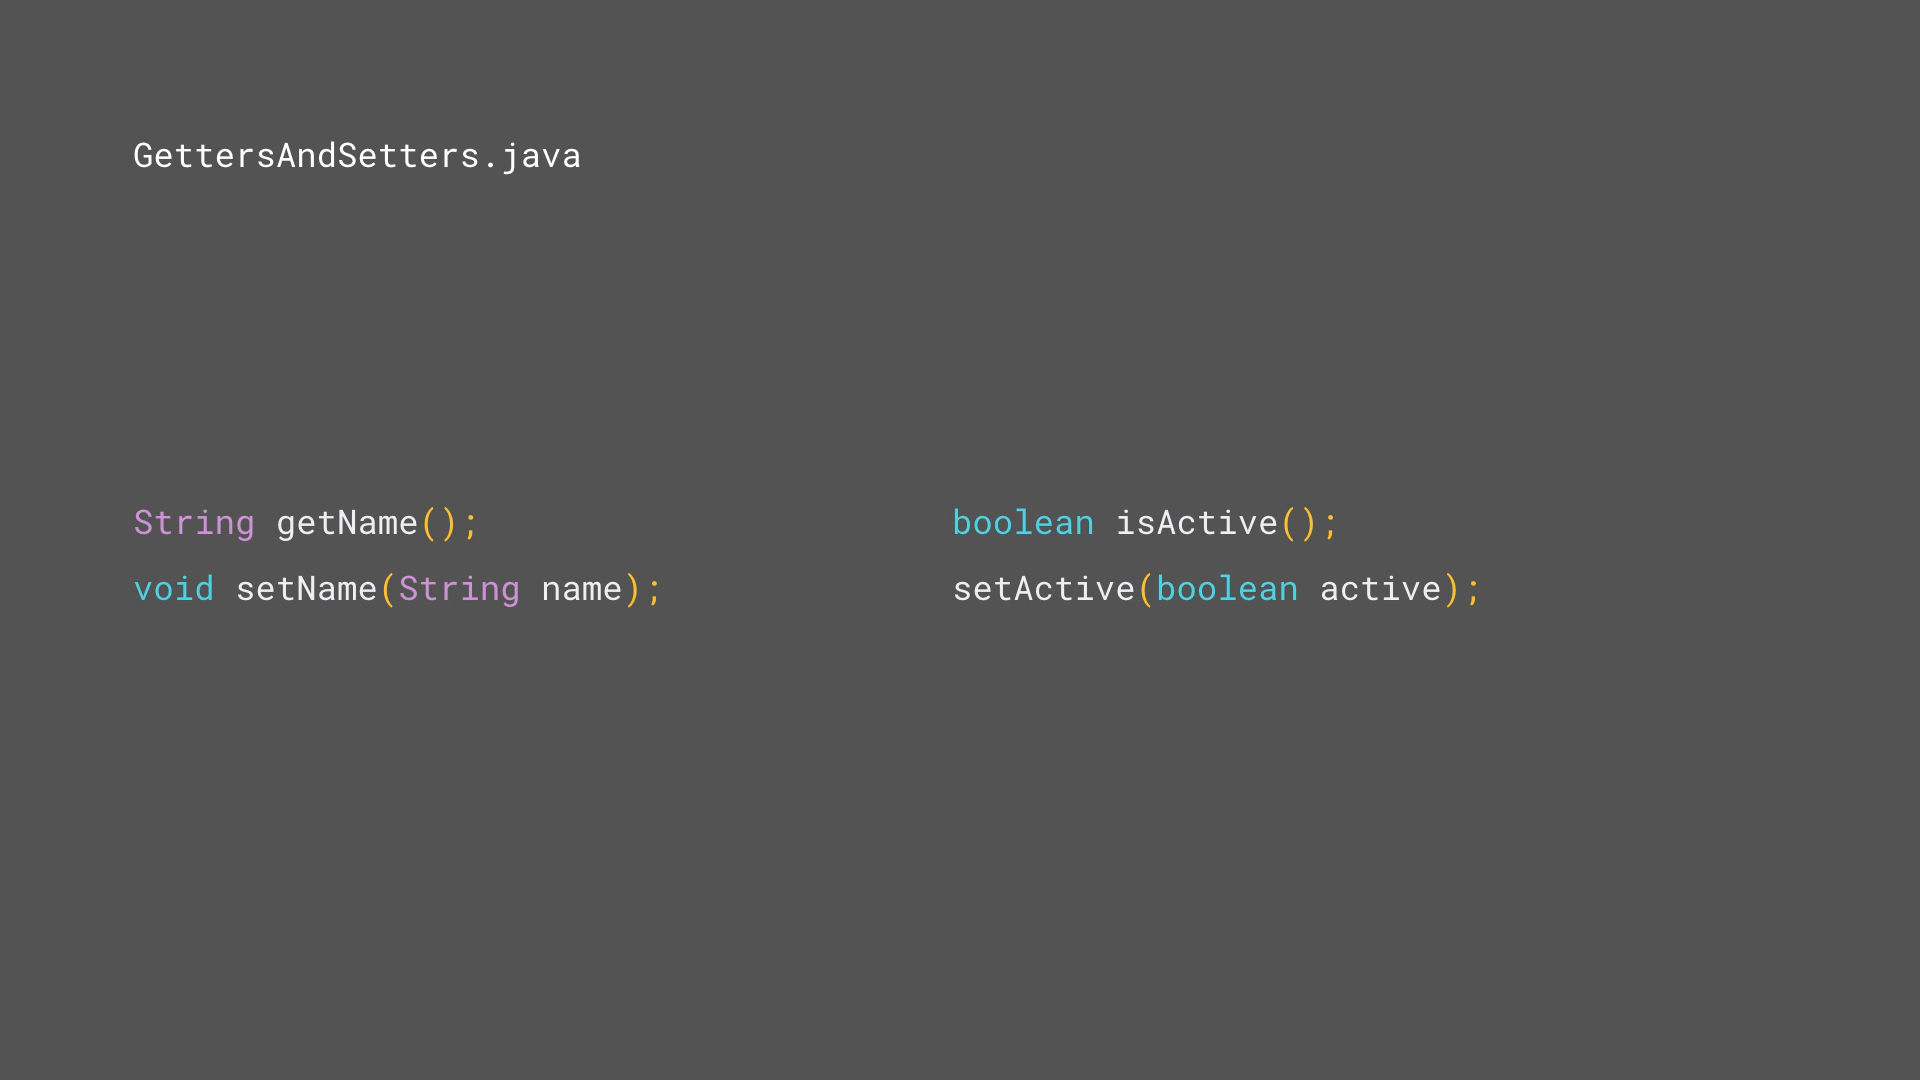 GettersAndSetters.java
String getName();
void setName(String name);
boolean isActive();
setActive(boolean active);